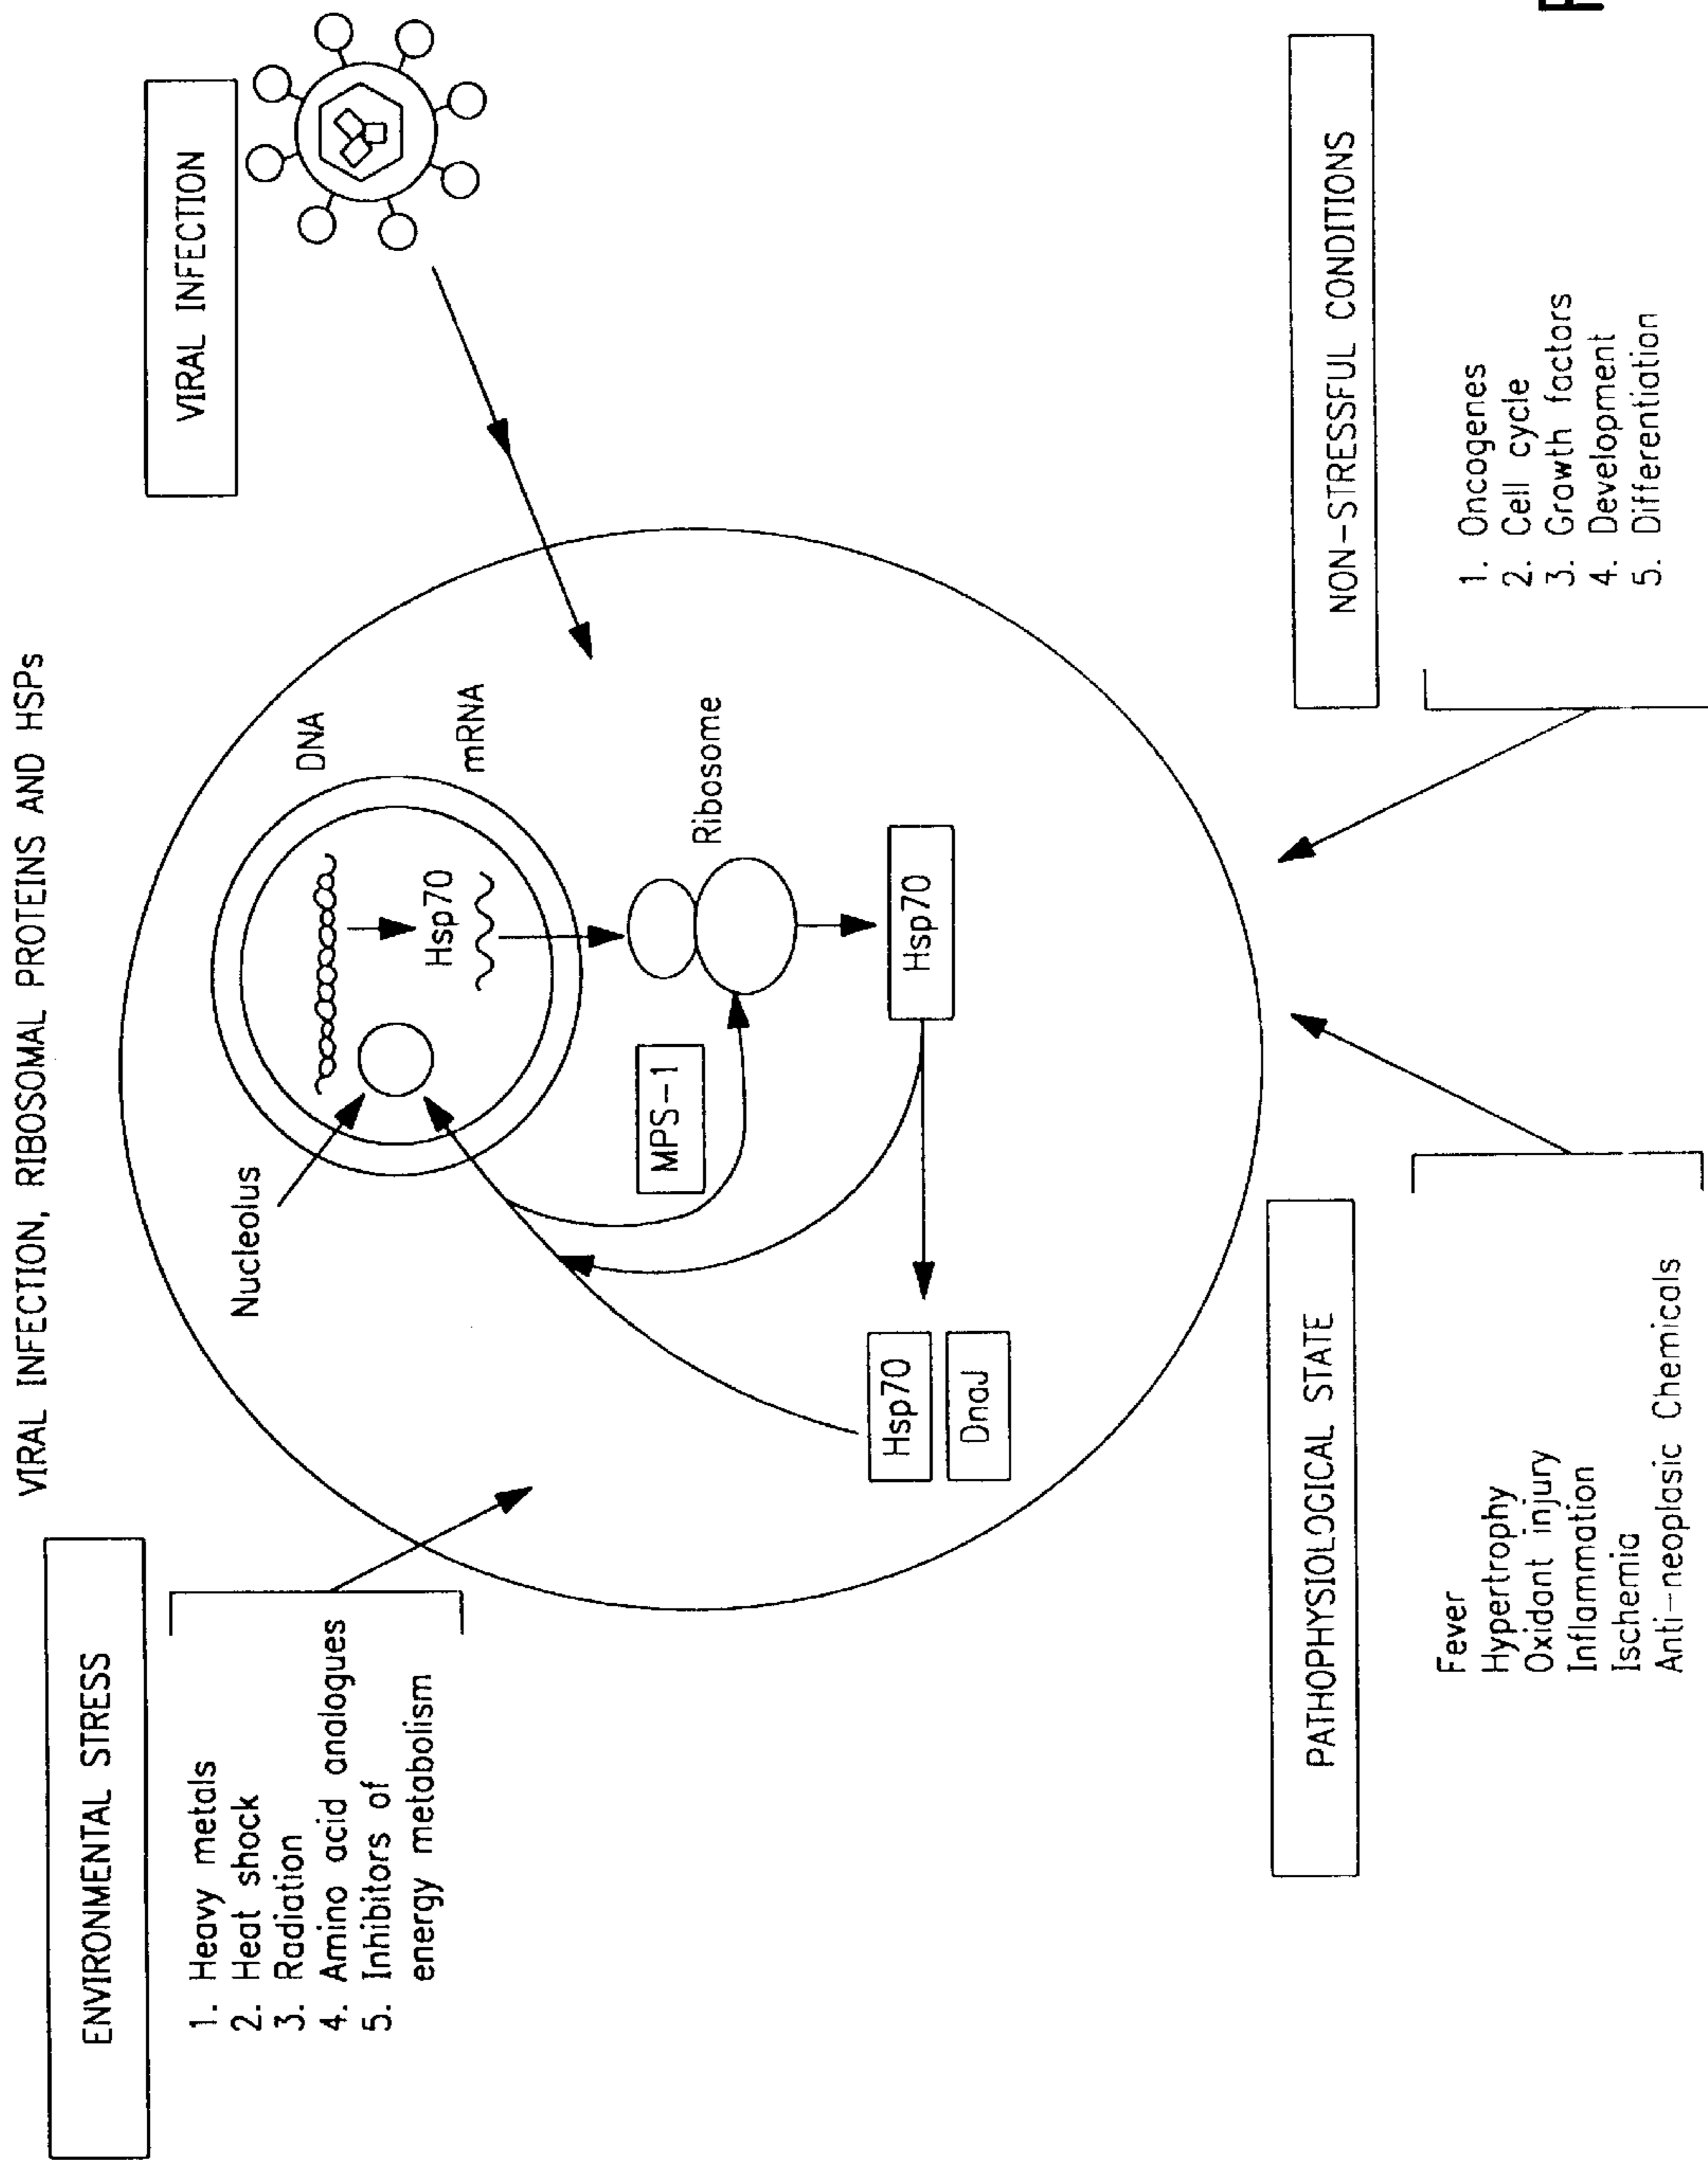 VIRAL INFECTION, RIBOSOMAL PROTEINS AND HSPs
ENVIRONMENTAL STRESS
1. Heavy metals
2. Heat shock
3. Radiation
4. Amino acid analogues
5. Inhibitors of
energy metabolism
VIRAL INFECTION
Nucleolus
DNA
Hsp70
mRNA
MPS-1
Ribosome
Hsp70
Hsp70
DnaJ
PATHOPHYSIOLOGICAL STATE
Fever
Hypertrophy
Oxidant injury
Inflammation
Ischemia
Anti-neoplasic Chemicals
NON-STRESSFUL CONDITIONS
1. Oncogenes
2. Cell cycle
3. Growth factors
4. Development
5. Differentiation